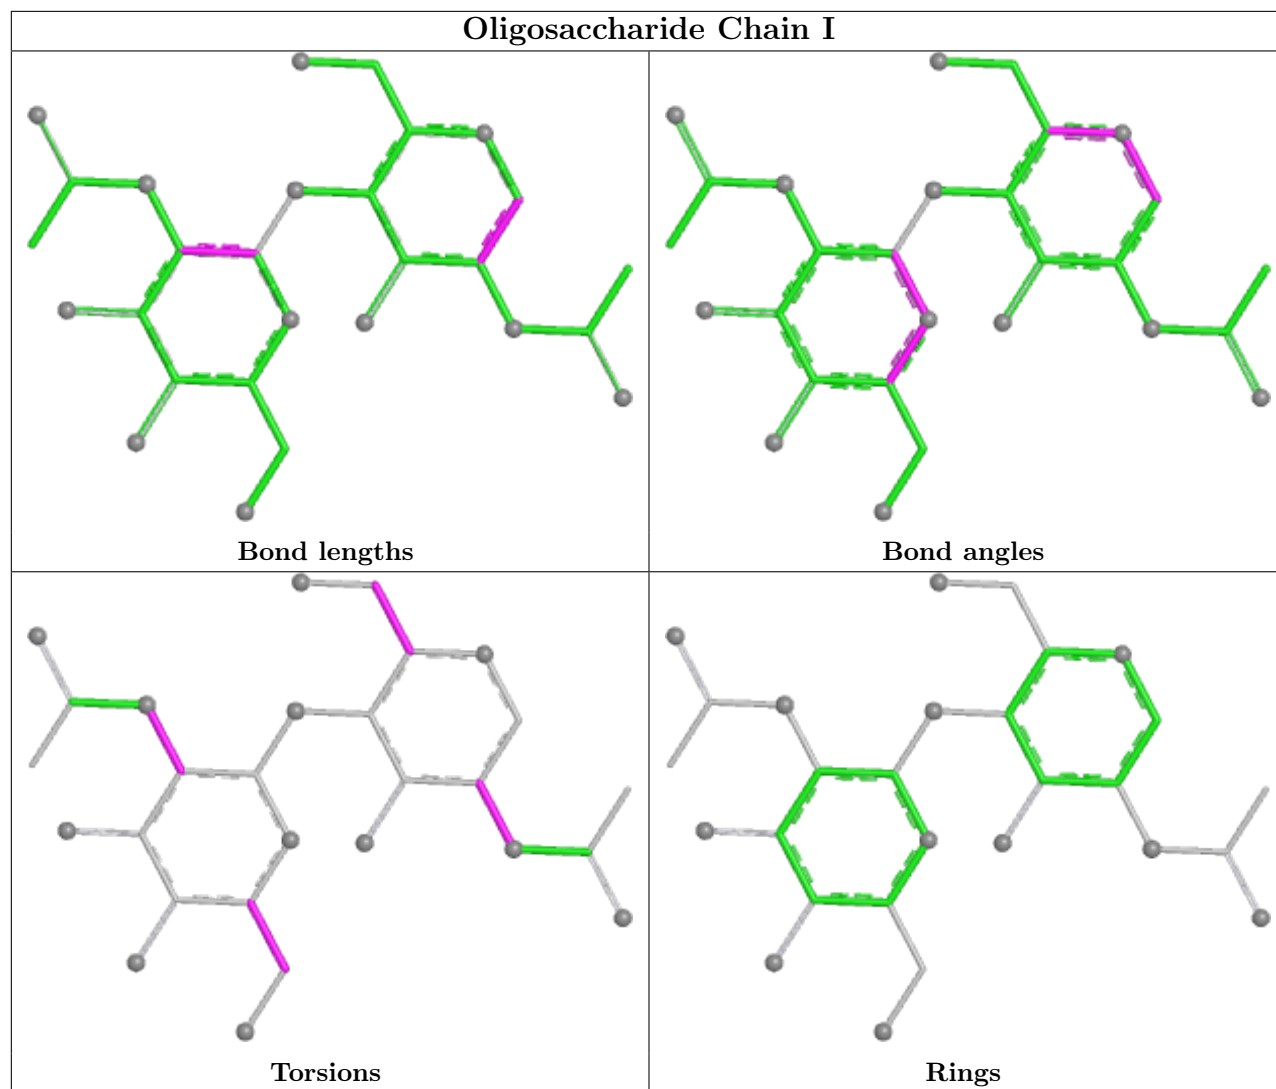 Oligosaccharide Chain I
Bond lengths
Bond angles
Torsions
Rings